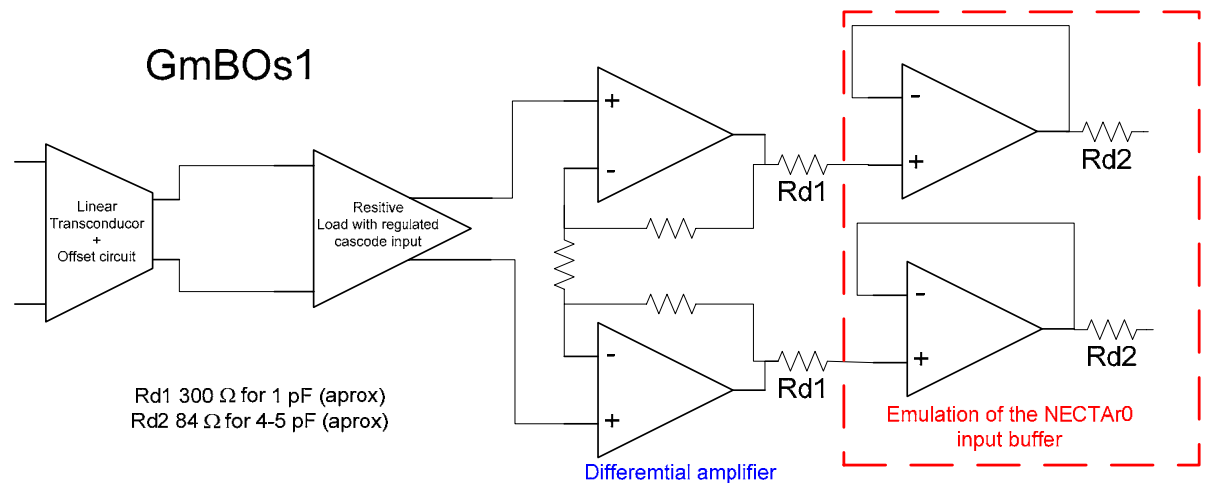 GmBOs1
Linear
Transconducor
+
Offset circuit
Resitive
Load with regulated
cascode input
+
-
Rd1
-
+
Rd2
-
+
Rd1
-
+
Rd2
Rd1 300 Ω for 1 pF (aprox)
Rd2 84 Ω for 4-5 pF (aprox)
Differemtial amplifier
Emulation of the NECTAr0
input buffer